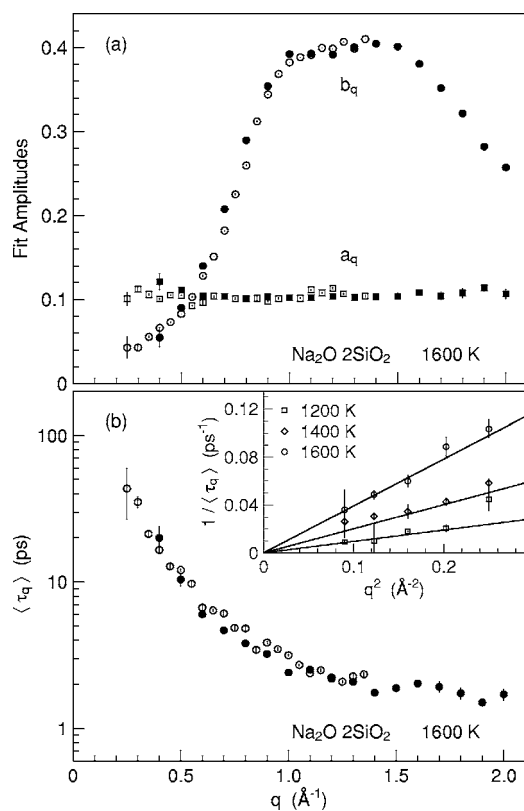 (a)
0.4
0.3
0.2
0.1
0
Fit Amplitudes
b_q
a_q
Na₂O 2SiO₂ 1600 K
(b)
100
10
1
⟨τ_q⟩ (ps)
0.12
0.08
0.04
0
1/⟨τ_q⟩ (ps⁻¹)
1200 K
1400 K
1600 K
0 0.1 0.2
q² (Å⁻²)
Na₂O 2SiO₂ 1600 K
0.0 0.5 1.0 1.5 2.0
q (Å⁻¹)